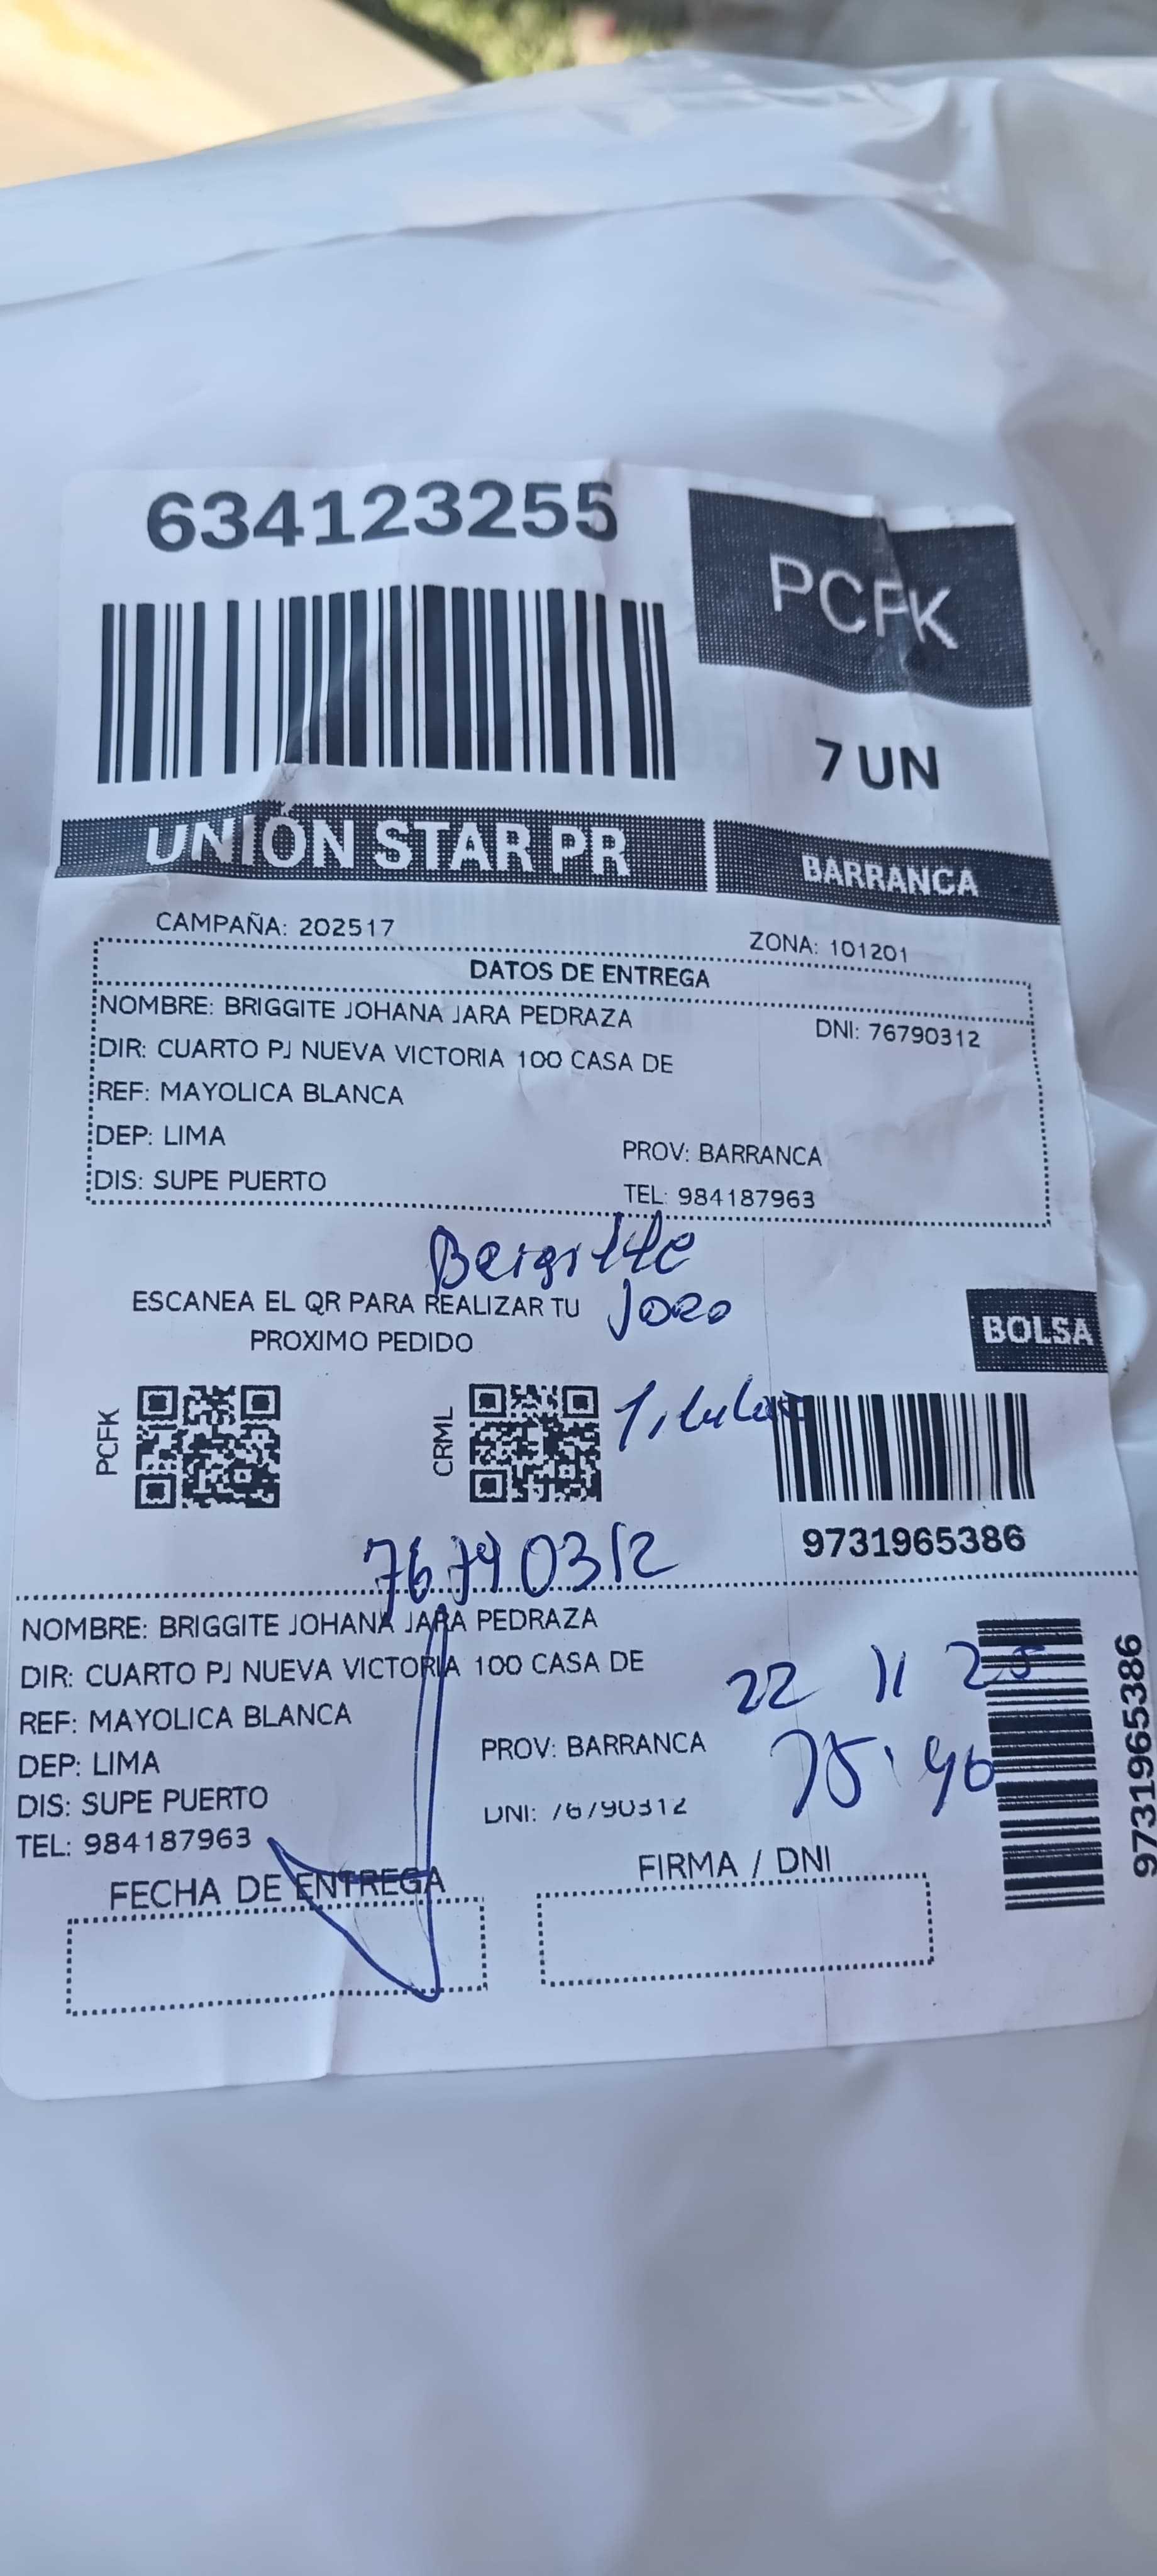 634123255
PCFK
7 UN
UNIÓN STAR PR
BARRANCA
CAMPAÑA: 202517
ZONA: 101201
DATOS DE ENTREGA
NOMBRE: BRIGGITE JOHANA JARA PEDRAZA
DNI: 76790312
DIR: CUARTO PJ NUEVA VICTORIA 100 CASA DE
REF: MAYOLICA BLANCA
DEP: LIMA
PROV: BARRANCA
DIS: SUPE PUERTO
TEL: 984187963
ESCANEA EL QR PARA REALIZAR TU
PROXIMO PEDIDO
BOLSA
PCFK
CRML
Titular
9731965386
76790312
NOMBRE: BRIGGITE JOHANA JARA PEDRAZA
DIR: CUARTO PJ NUEVA VICTORIA 100 CASA DE
22 11 25
REF: MAYOLICA BLANCA
PROV: BARRANCA
DEP: LIMA
DIS: SUPE PUERTO
DNI: 76790312
TEL: 984187963
9731965386
FECHA DE ENTREGA
FIRMA / DNI